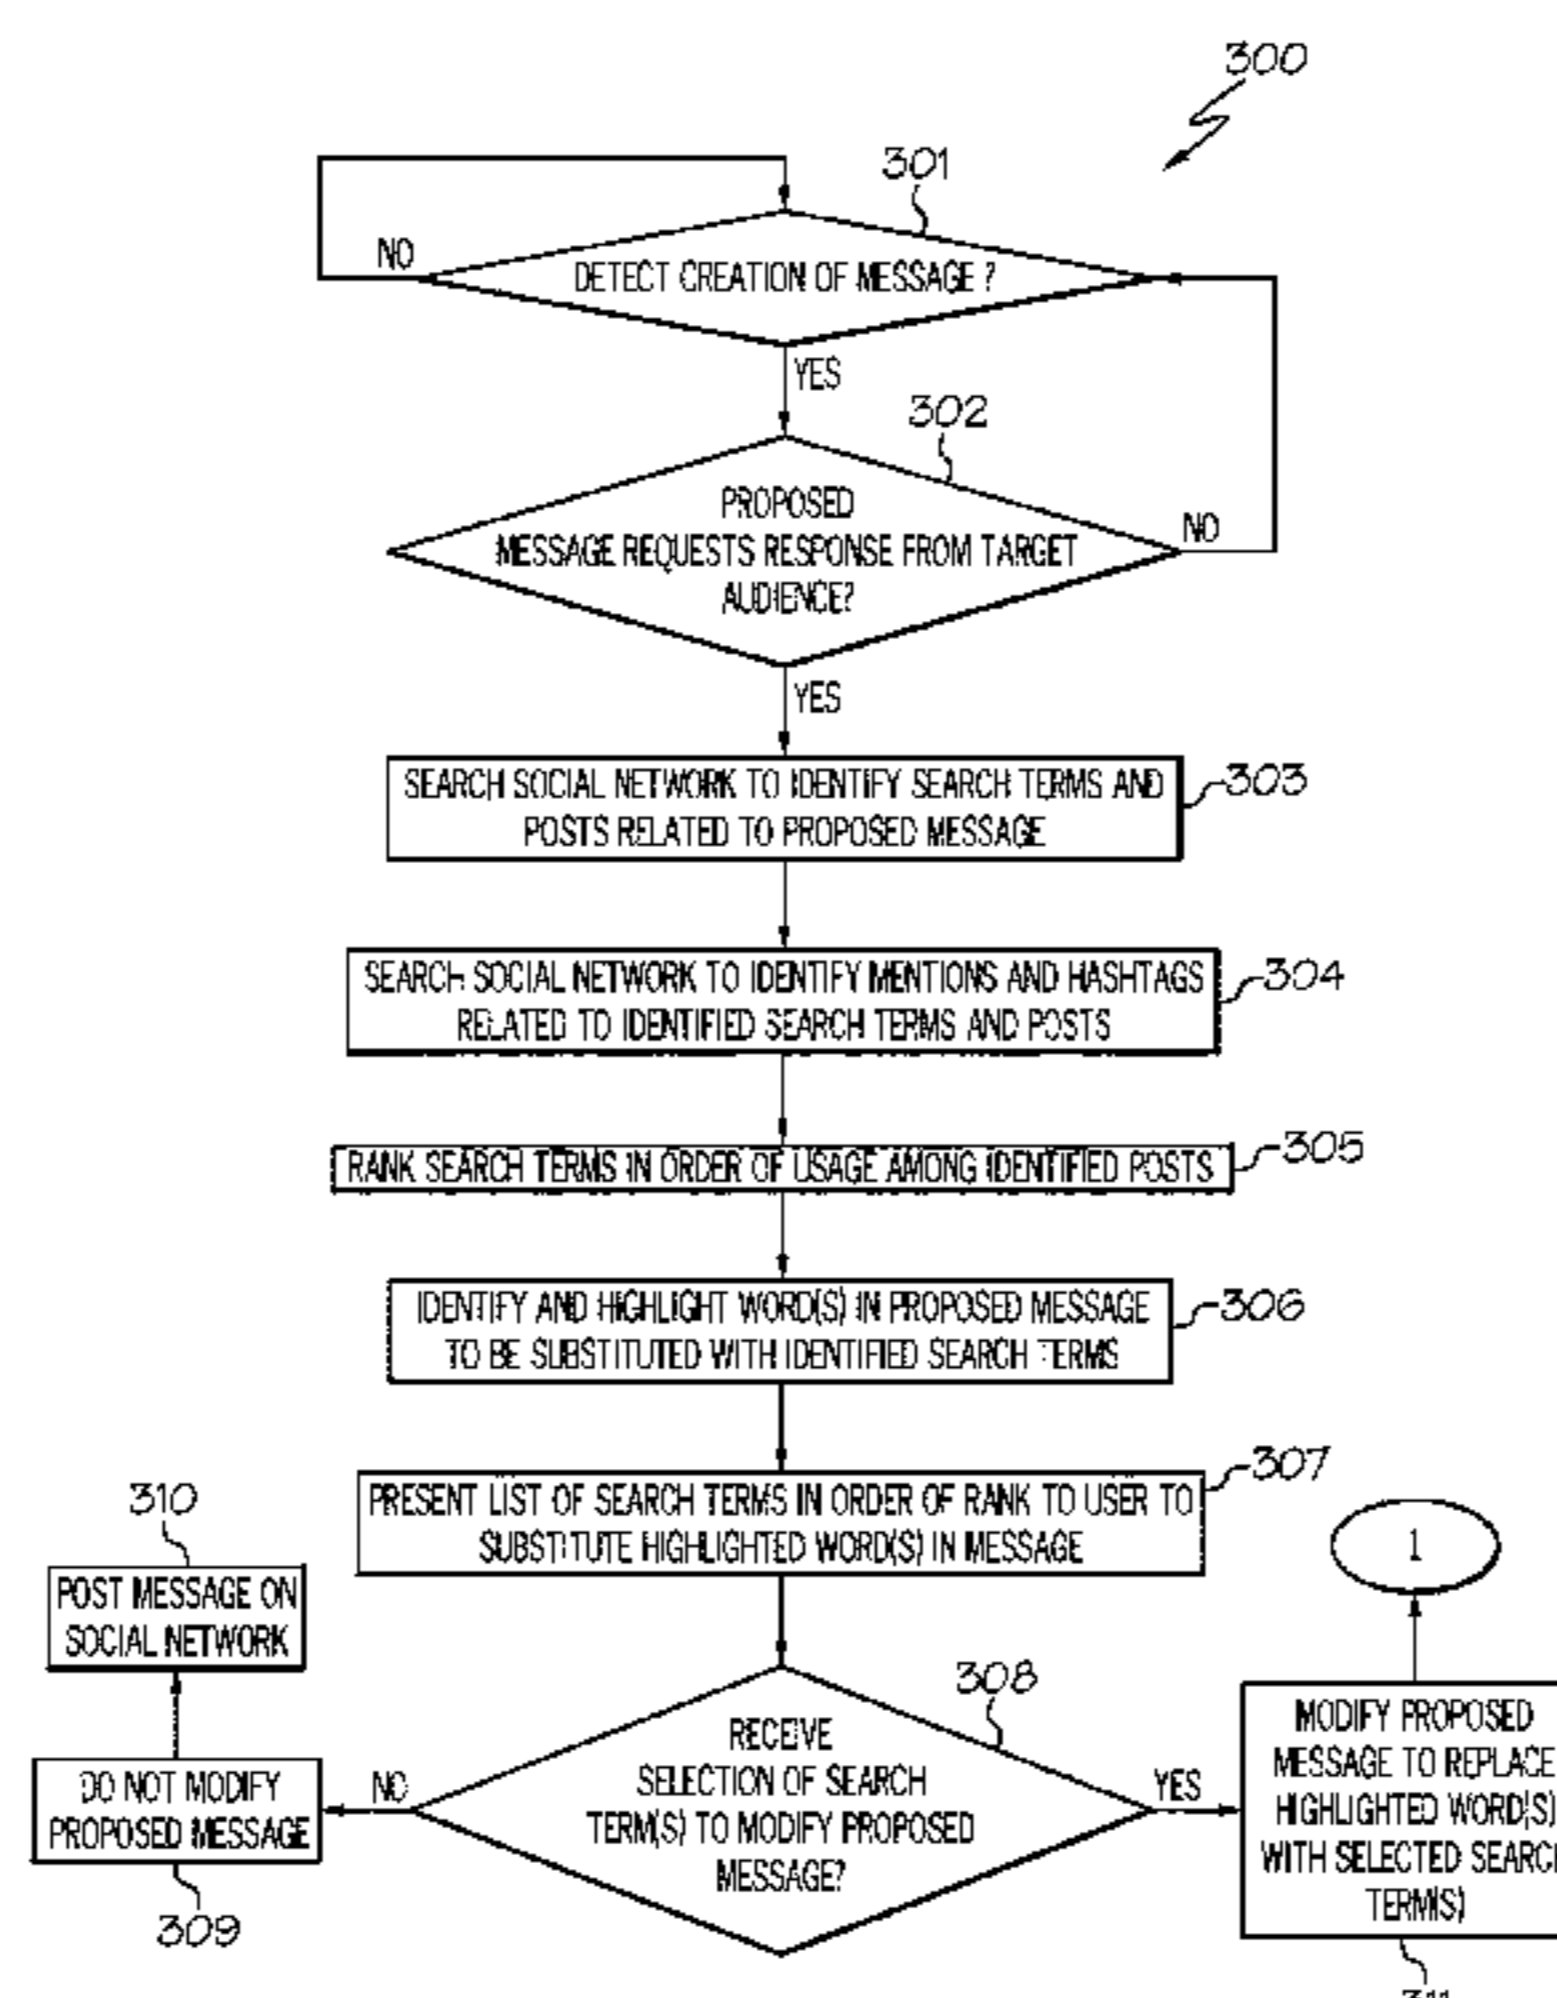 300
301
NO
DETECT CREATION OF MESSAGE ?
YES
302
PROPOSED
MESSAGE REQUESTS RESPONSE FROM TARGET
AUDIENCE?
NO
YES
303
SEARCH SOCIAL NETWORK TO IDENTIFY SEARCH TERMS AND
POSTS RELATED TO PROPOSED MESSAGE
304
SEARCH SOCIAL NETWORK TO IDENTIFY MENTIONS AND HASHTAGS
RELATED TO IDENTIFIED SEARCH TERMS AND POSTS
305
RANK SEARCH TERMS IN ORDER OF USAGE AMONG IDENTIFIED POSTS
306
IDENTIFY AND HIGHLIGHT WORD(S) IN PROPOSED MESSAGE
TO BE SUBSTITUTED WITH IDENTIFIED SEARCH TERMS
307
PRESENT LIST OF SEARCH TERMS IN ORDER OF RANK TO USER TO
SUBSTITUTE HIGHLIGHTED WORD(S) IN MESSAGE
310
POST MESSAGE ON
SOCIAL NETWORK
1
308
RECEIVE
SELECTION OF SEARCH
TERM(S) TO MODIFY PROPOSED
MESSAGE?
NO
YES
DO NOT MODIFY
PROPOSED MESSAGE
309
MODIFY PROPOSED
MESSAGE TO REPLACE
HIGHLIGHTED WORD(S)
WITH SELECTED SEARCH
TERM(S)
311